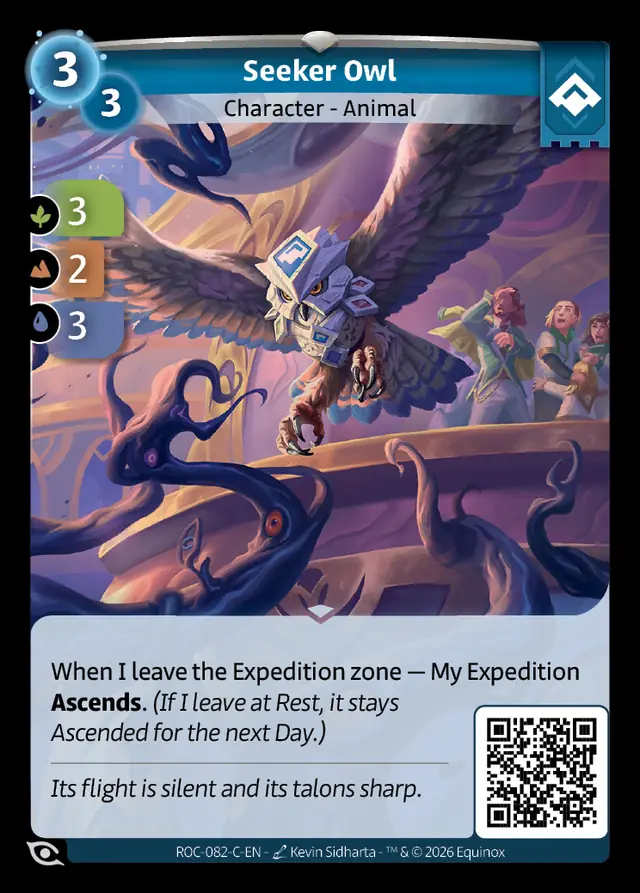 3
Seeker Owl
3
Character - Animal
3
2
3
When I leave the Expedition zone — My Expedition
Ascends. (If I leave at Rest, it stays
Ascended for the next Day.)
Its flight is silent and its talons sharp.
ROC-082-C-EN - Kevin Sidharta - ™ & © 2026 Equinox